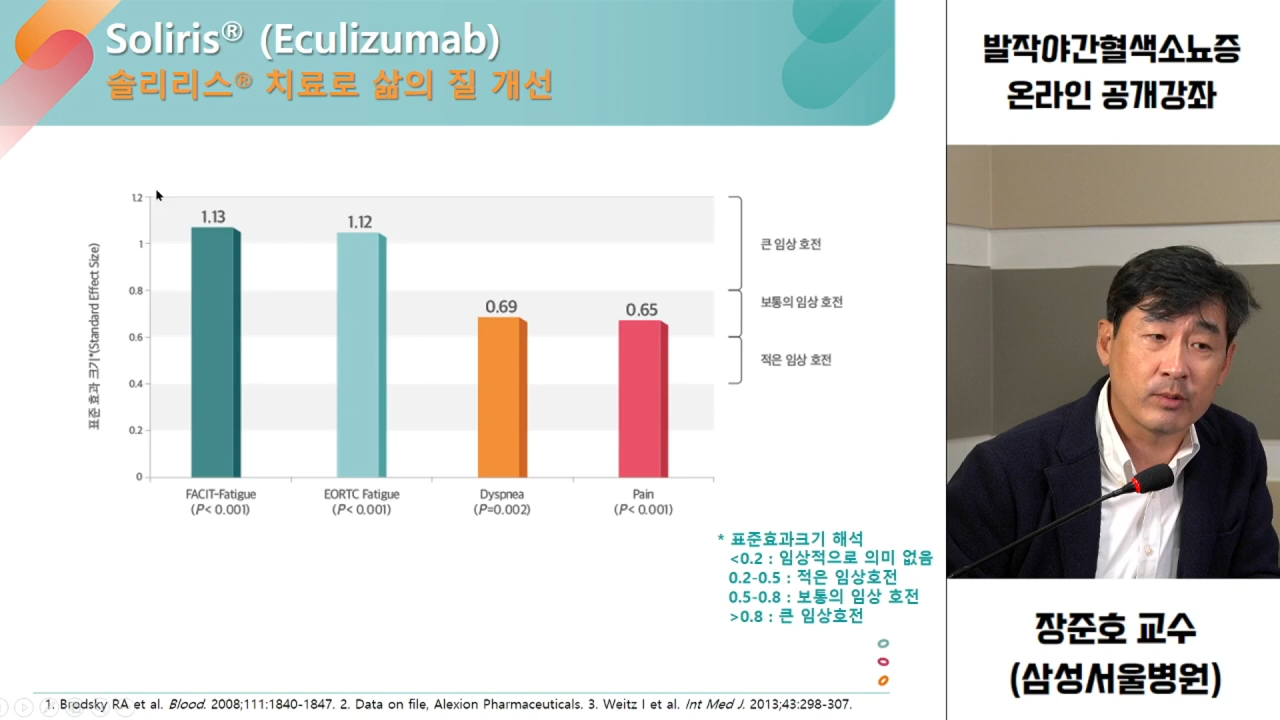 Soliris® (Eculizumab)
솔리리스® 치료로 삶의 질 개선
발작야간혈색소뇨증
온라인 공개강좌
표준 효과 크기*(Standard Effect Size)
1.2
1
0.8
0.6
0.4
0.2
0
1.13
1.12
0.69
0.65
큰 임상 호전
보통의 임상 호전
적은 임상 호전
FACIT-Fatigue
(P< 0.001)
EORTC Fatigue
(P< 0.001)
Dyspnea
(P=0.002)
Pain
(P< 0.001)
* 표준효과크기 해석
<0.2 : 임상적으로 의미 없음
0.2-0.5 : 적은 임상호전
0.5-0.8 : 보통의 임상 호전
>0.8 : 큰 임상호전
1. Brodsky RA et al. Blood. 2008;111:1840-1847. 2. Data on file, Alexion Pharmaceuticals. 3. Weitz I et al. Int Med J. 2013;43:298-307.
장준호 교수
(삼성서울병원)